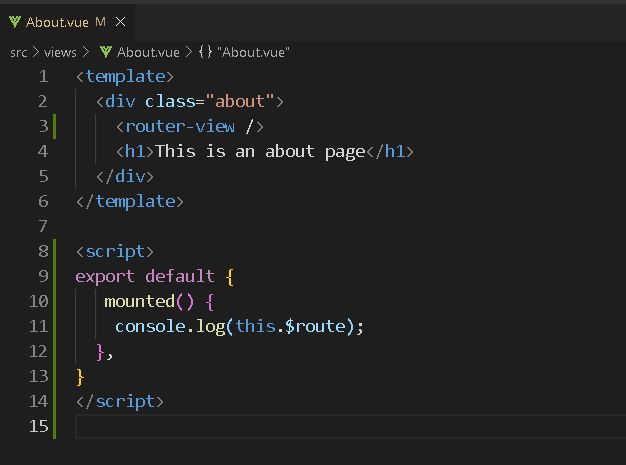 About.vue M ×
src > views > About.vue > {} "About.vue"
1 <template>
2 <div class="about">
3 <router-view />
4 <h1>This is an about page</h1>
5 </div>
6 </template>
7
8 <script>
9 export default {
10 mounted() {
11 console.log(this.$route);
12 },
13 }
14 </script>
15